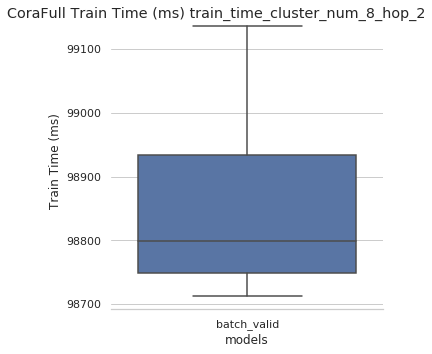 CoraFull Train Time (ms) train_time_cluster_num_8_hop_2
99100
99000
98900
98800
98700
Train Time (ms)
batch_valid
models